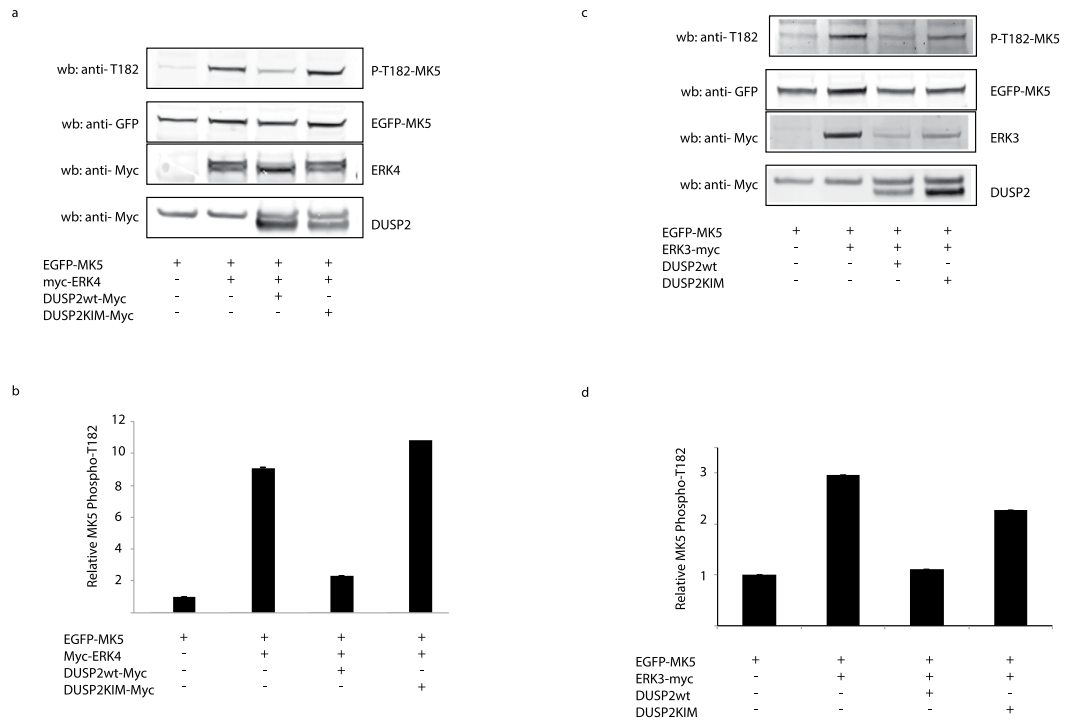 a
wb: anti- T182
P-T182-MK5
wb: anti- GFP
EGFP-MK5
wb: anti- Myc
ERK4
wb: anti- Myc
DUSP2
EGFP-MK5 + + + +
myc-ERK4 - + + +
DUSP2wt-Myc - - + -
DUSP2KIM-Myc - - - +
c
wb: anti- T182
P-T182-MK5
wb: anti- GFP
EGFP-MK5
wb: anti- Myc
ERK3
wb: anti- Myc
DUSP2
EGFP-MK5 + + + +
ERK3-myc - + + +
DUSP2wt - - + -
DUSP2KIM - - - +
b
Relative MK5 Phospho-T182
12
10
8
6
4
2
EGFP-MK5 + + + +
Myc-ERK4 - + + +
DUSP2wt-Myc - - + -
DUSP2KIM-Myc - - - +
d
Relative MK5 Phospho-T182
3
2
1
EGFP-MK5 + + + +
ERK3-myc - + + +
DUSP2wt - - + -
DUSP2KIM - - - +